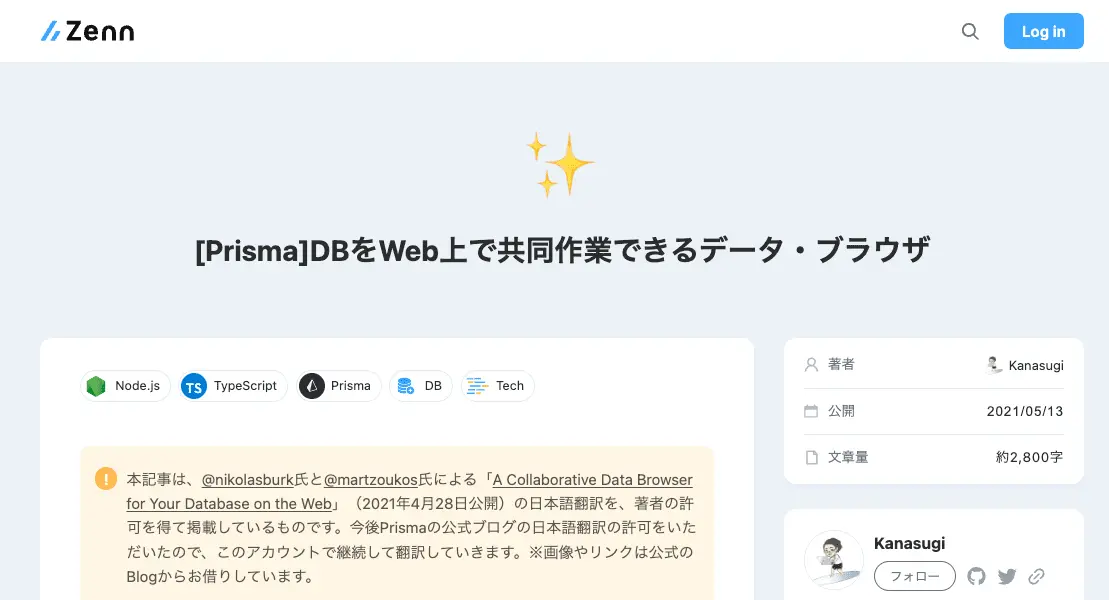 Zenn
Log in
[Prisma]DBをWeb上で共同作業できるデータ・ブラウザ
Node.js
TypeScript
Prisma
DB
Tech
本記事は、@nikolasburk氏と@martzoukos氏による「A Collaborative Data Browser
for Your Database on the Web」（2021年4月28日公開）の日本語翻訳を、著者の許
可を得て掲載しているものです。今後Prismaの公式ブログの日本語翻訳の許可をいた
だいたので、このアカウントで継続して翻訳していきます。※画像やリンクは公式の
Blogからお借りしています。
著者 Kanasugi
公開 2021/05/13
文章量 約2,800字
Kanasugi
フォロー